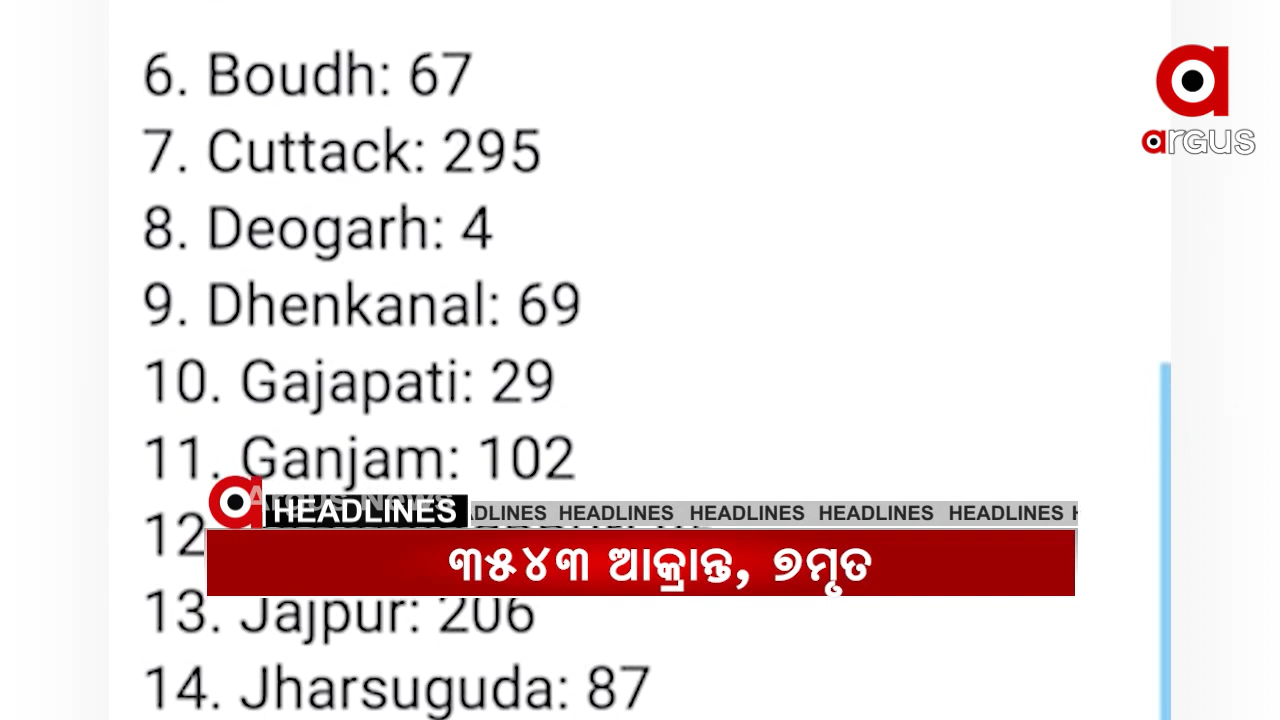 6. Boudh: 67
argus
7. Cuttack: 295
8. Deogarh: 4
9. Dhenkanal: 69
10. Gajapati: 29
11. Ganjam: 102
HEADLINES HEADLINES HEADLINES HEADLINES HEADLINES
12
୩୫୪୩ ଆକ୍ରାନ୍ତ, ୭ମୃତ
13. Jajpur: 206
14. Jharsuguda: 87